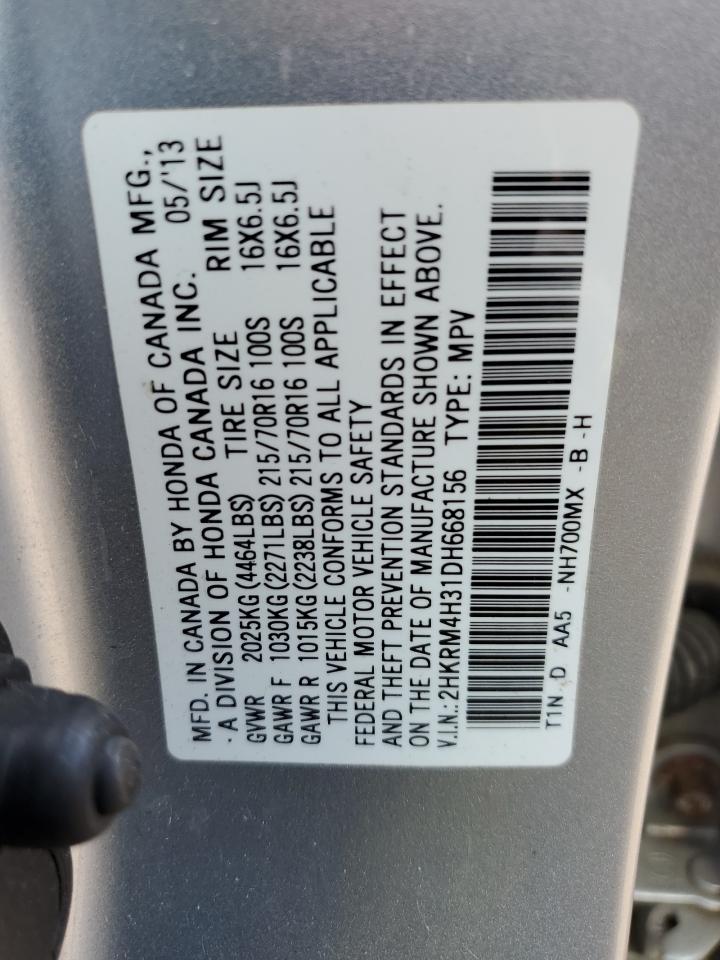 MFD. IN CANADA BY HONDA OF CANADA MFG.,
· A DIVISION OF HONDA CANADA INC. 05/'13
GVWR 2025KG (4464LBS) TIRE SIZE RIM SIZE
GAWR F 1030KG (2271LBS) 215/70R16 100S 16X6.5J
GAWR R 1015KG (2238LBS) 215/70R16 100S 16X6.5J
THIS VEHICLE CONFORMS TO ALL APPLICABLE
FEDERAL MOTOR VEHICLE SAFETY
AND THEFT PREVENTION STANDARDS IN EFFECT
ON THE DATE OF MANUFACTURE SHOWN ABOVE.
V.I.N.: 2HKRM4H31DH668156 TYPE: MPV
T1N D AA5 -NH700MX -B -H